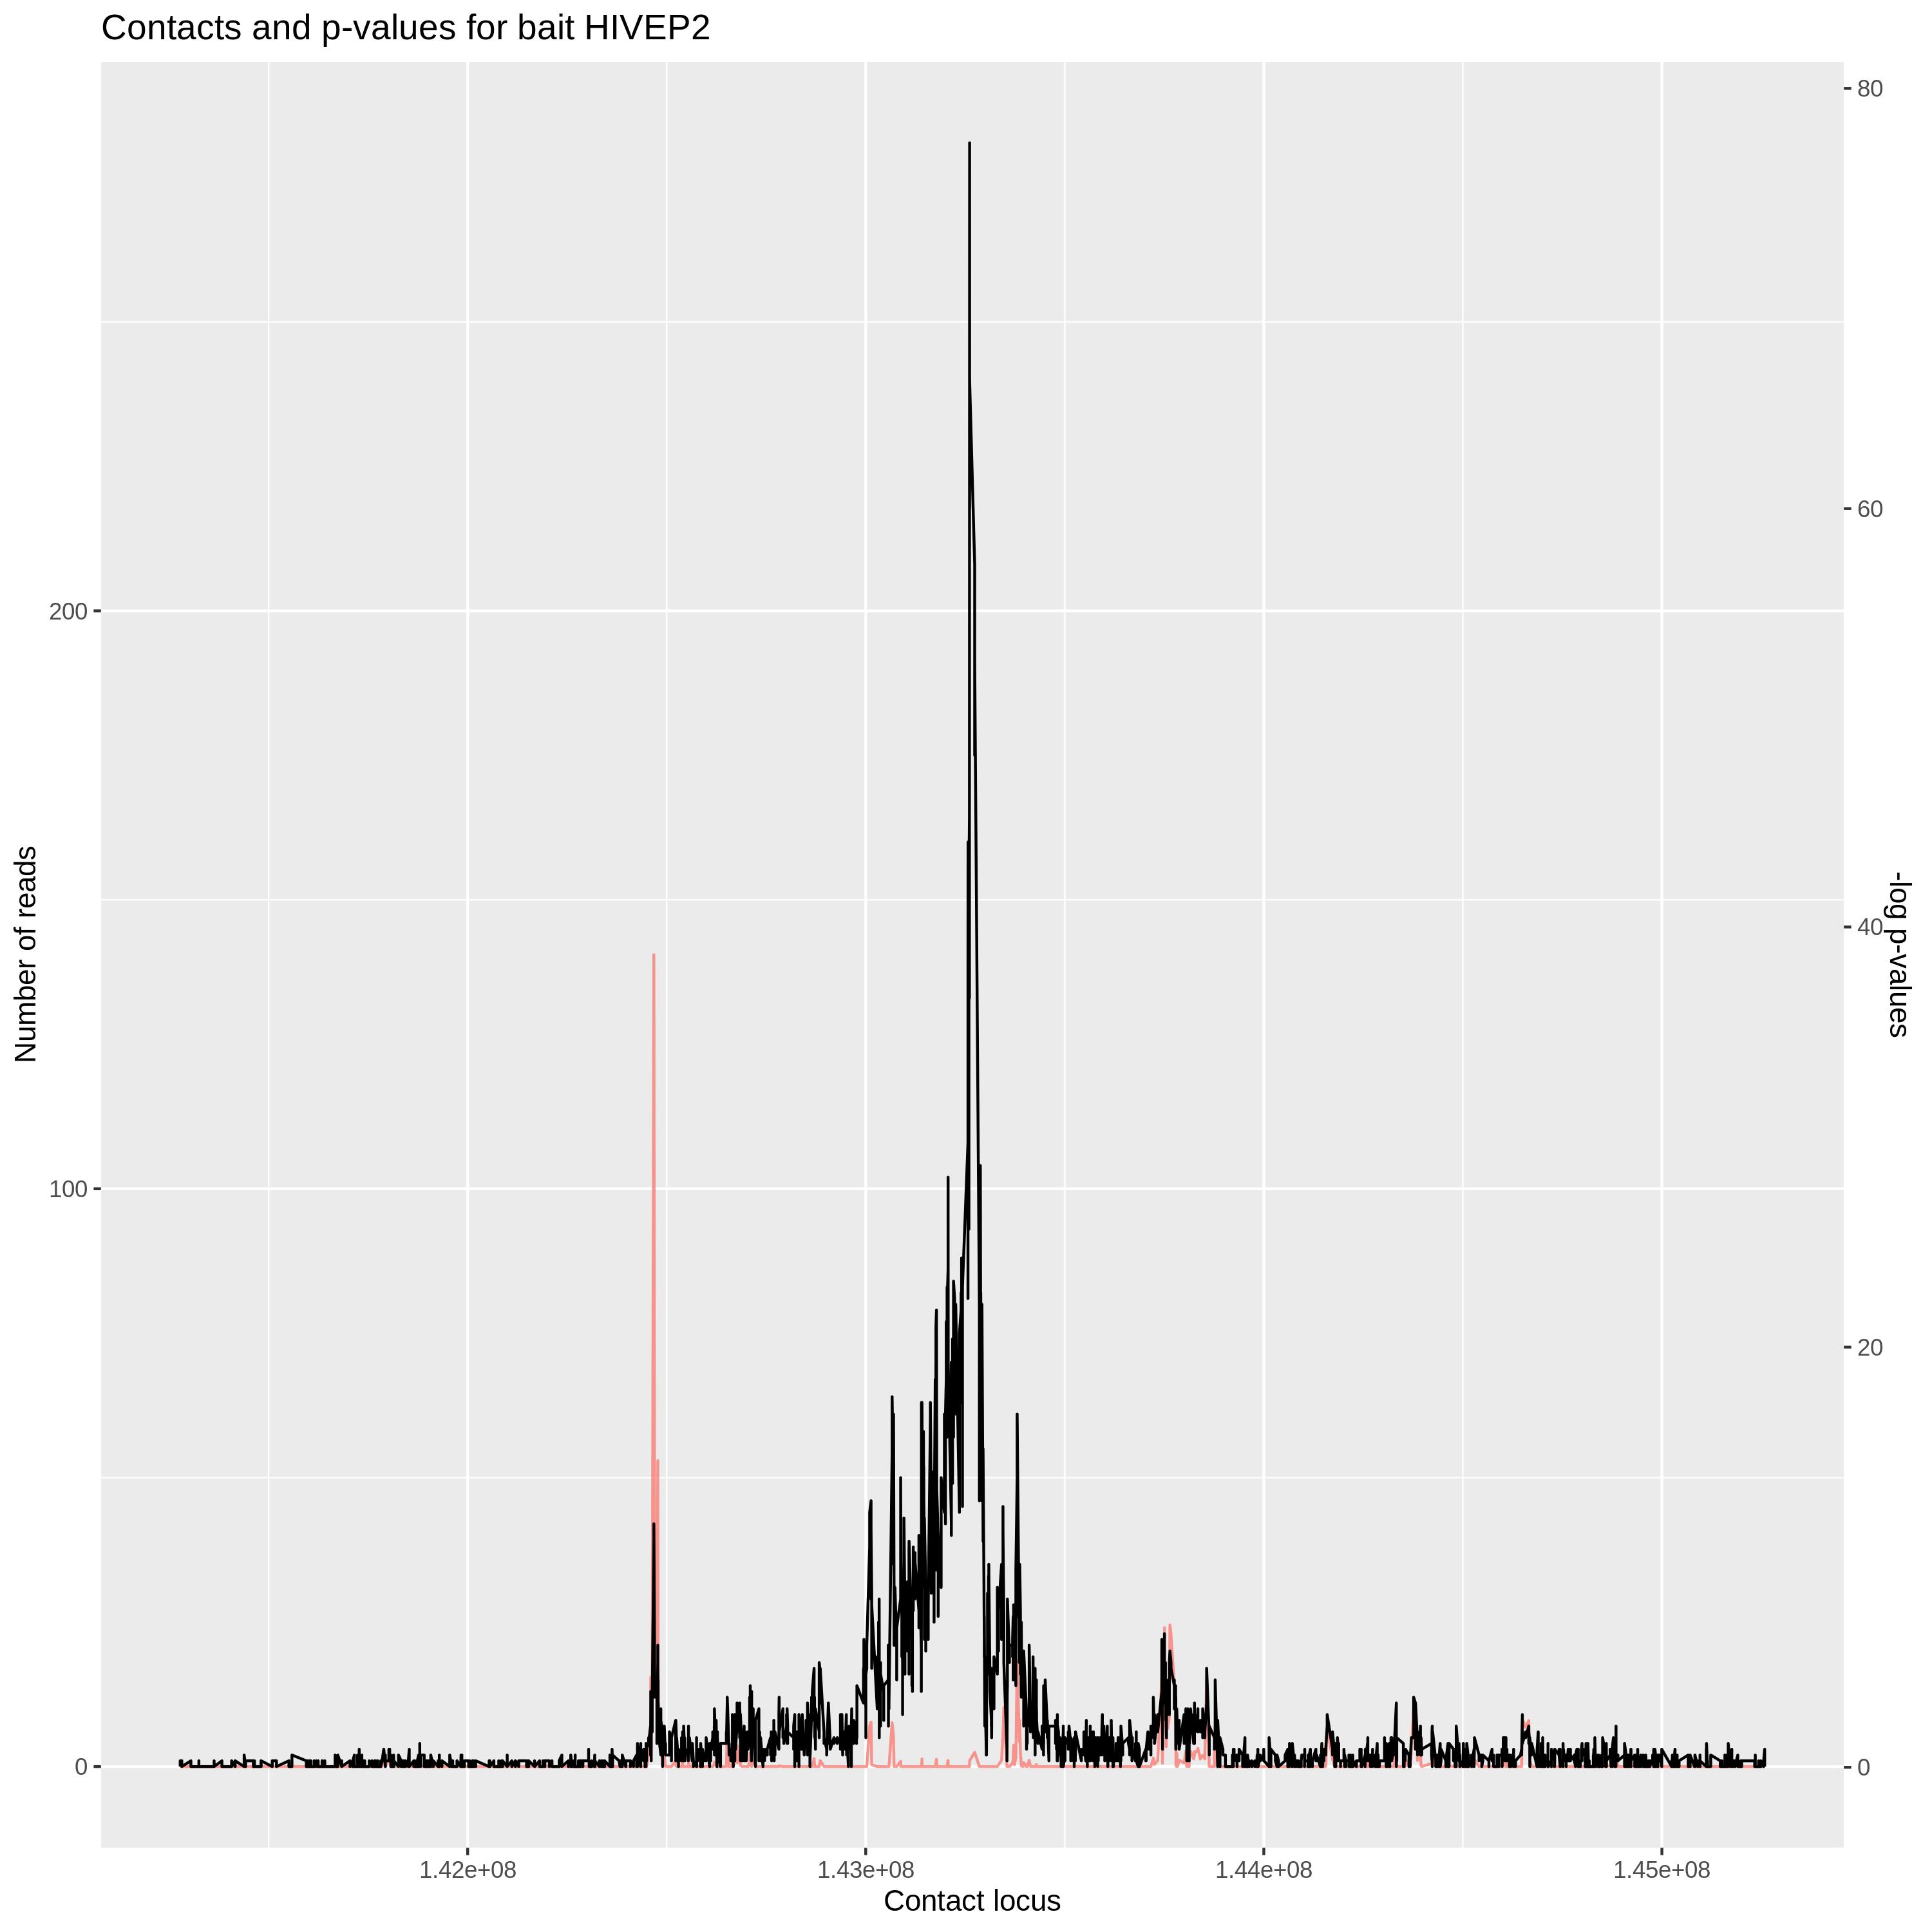 Contacts and p-values for bait HIVEP2
Number of reads
200
100
0
80
60
40
20
0
-log p-values
1.42e+08 1.43e+08 1.44e+08 1.45e+08
Contact locus